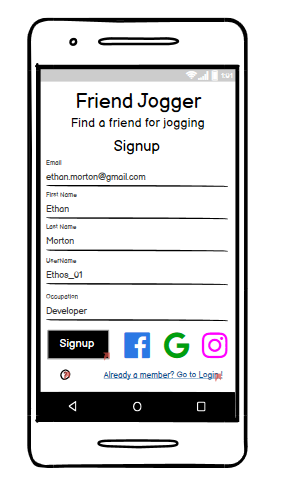 1:01
Friend Jogger
Find a friend for jogging
Signup
Email
ethan.morton@gmail.com
First Name
Ethan
Last Name
Morton
UserName
Ethos_01
Occupation
Developer
Signup
Already a member? Go to Login!